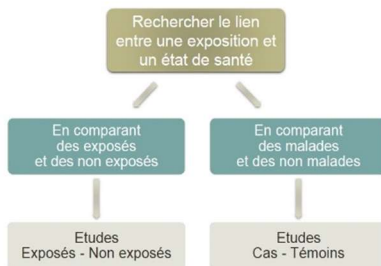 Rechercher le lien
entre une exposition et
un état de santé
En comparant
des exposés
et des non exposés
En comparant
des malades
et des non malades
Etudes
Exposés - Non exposés
Etudes
Cas - Témoins